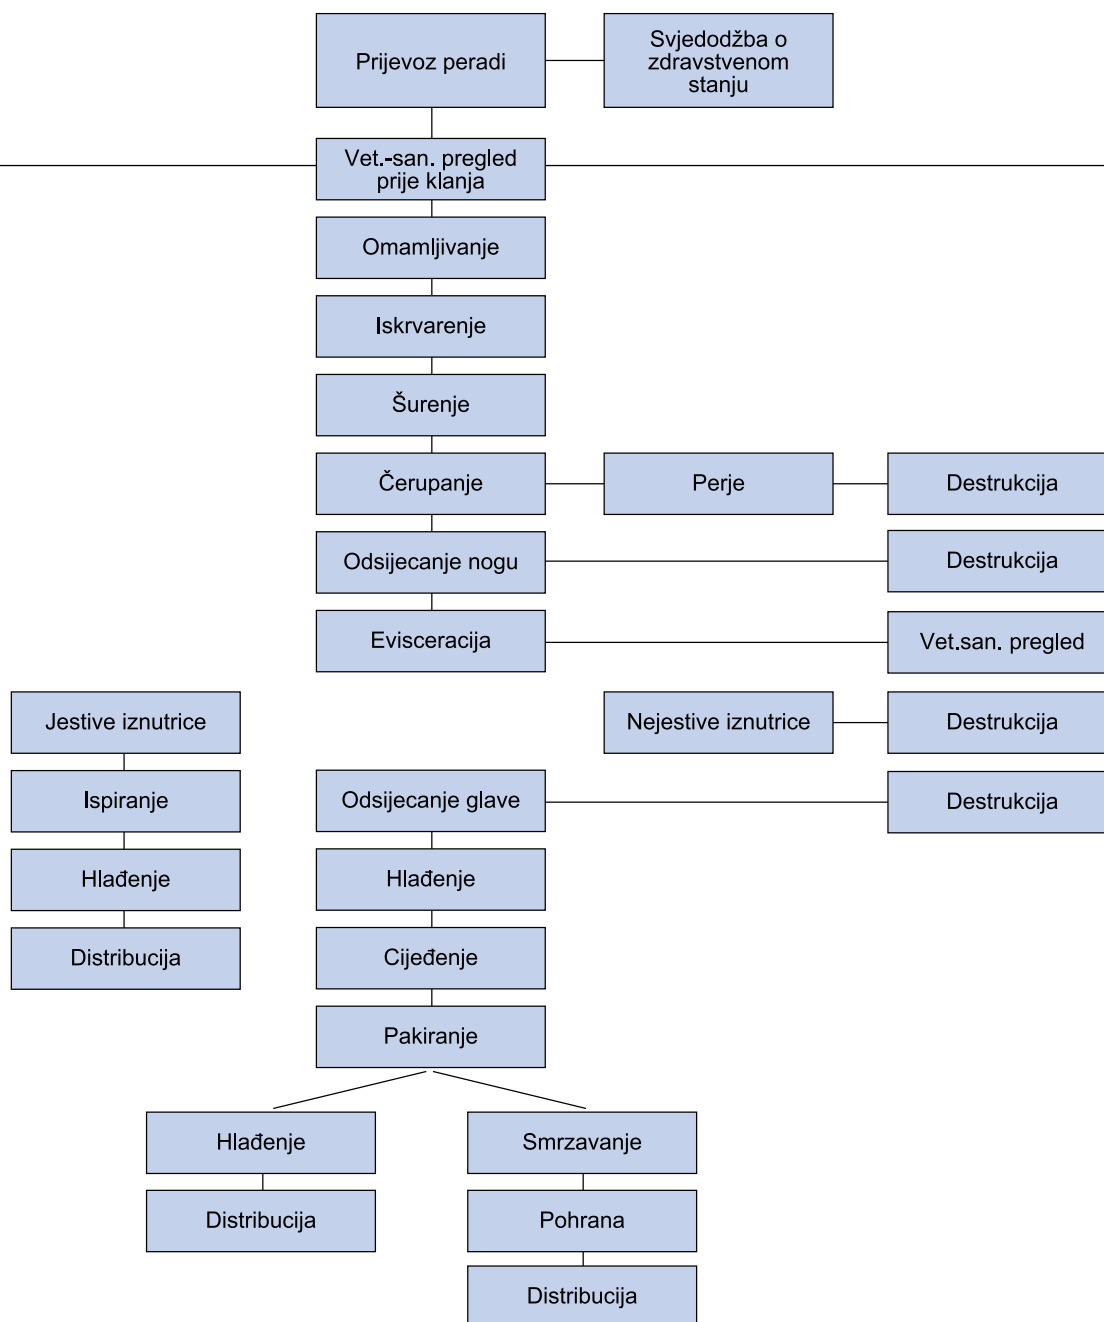 Prijevoz peradi
Svjedodžba o
zdravstvenom
stanju
Vet.-san. pregled
prije klanja
Omamljivanje
Iskrvarenje
Šurenje
Čerupanje
Perje
Destrukcija
Odsijecanje nogu
Destrukcija
Evisceracija
Vet.san. pregled
Jestive iznutrice
Nejestive iznutrice
Destrukcija
Ispiranje
Odsijecanje glave
Destrukcija
Hlađenje
Hlađenje
Distribucija
Cijeđenje
Pakiranje
Hlađenje
Smrzavanje
Distribucija
Pohrana
Distribucija